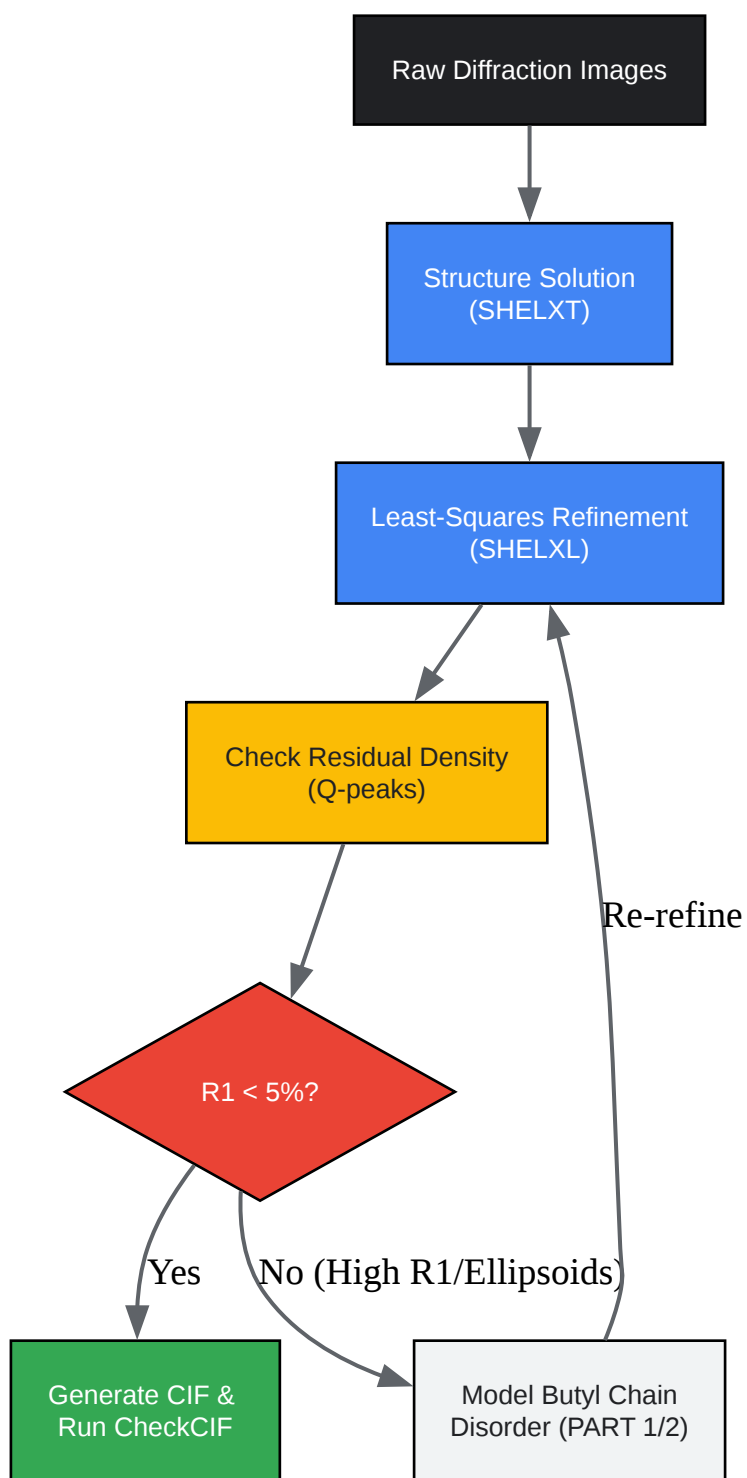 Raw Diffraction Images
Structure Solution
(SHELXT)
Least-Squares Refinement
(SHELXL)
Check Residual Density
(Q-peaks)
Re-refine
R1 < 5%?
Yes
No (High R1/Ellipsoids)
Generate CIF &
Run CheckCIF
Model Butyl Chain
Disorder (PART 1/2)